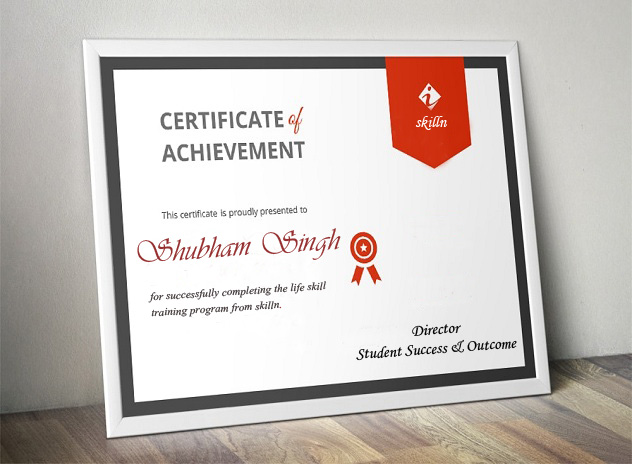 skilln
CERTIFICATE of
ACHIEVEMENT
This certificate is proudly presented to
Shubham Singh
for successfully completing the life skill
training program from skilln.
Director
Student Success & Outcome